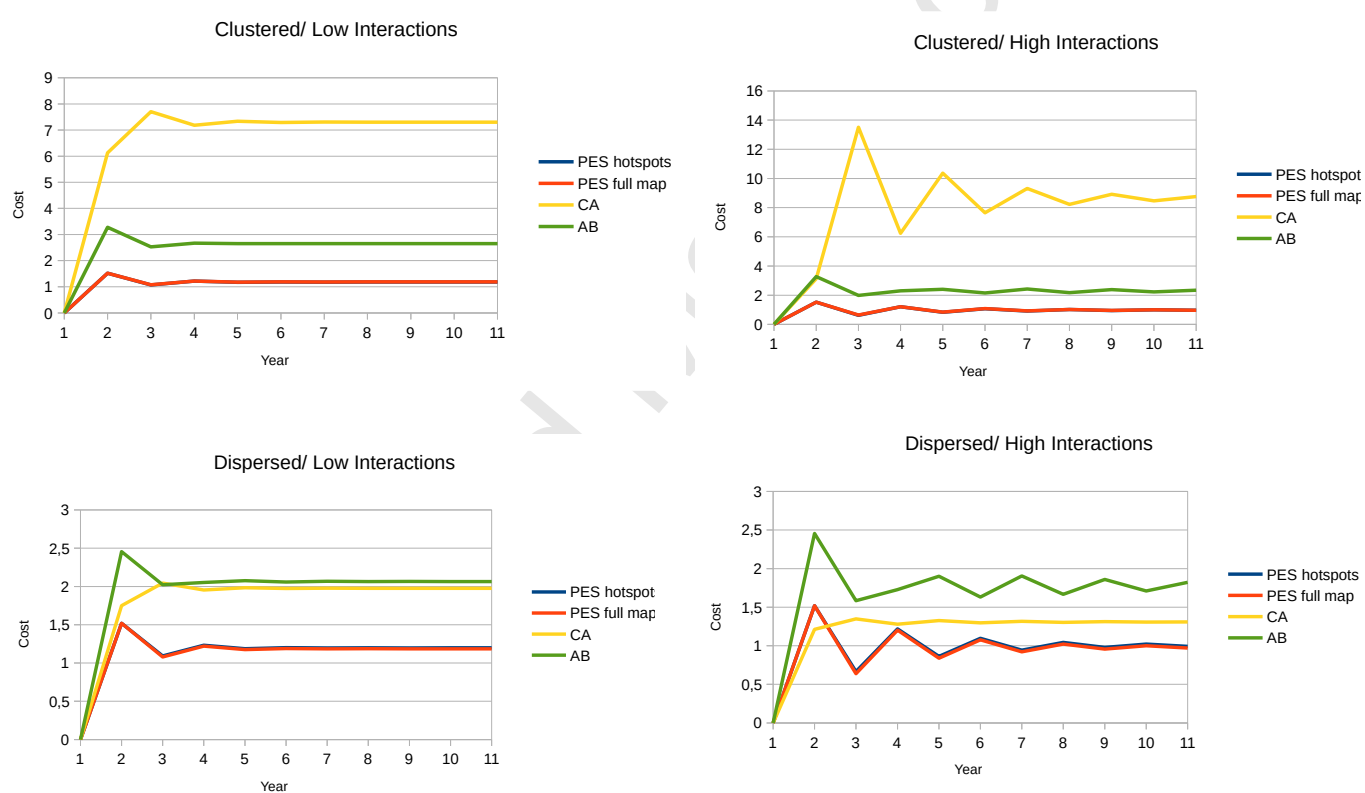 Clustered/ Low Interactions
9
8
7
6
5
4
3
2
1
0
Cost
1 2 3 4 5 6 7 8 9 10 11
Year
PES hotspots
PES full map
CA
AB
Clustered/ High Interactions
16
14
12
10
8
6
4
2
0
Cost
1 2 3 4 5 6 7 8 9 10 11
Year
PES hotspot
PES full map
CA
AB
Dispersed/ Low Interactions
3
2,5
2
1,5
1
0,5
0
Cost
1 2 3 4 5 6 7 8 9 10 11
Year
PES hotspots
PES full map
CA
AB
Dispersed/ High Interactions
3
2,5
2
1,5
1
0,5
0
Cost
1 2 3 4 5 6 7 8 9 10 11
Year
PES hotspots
PES full map
CA
AB